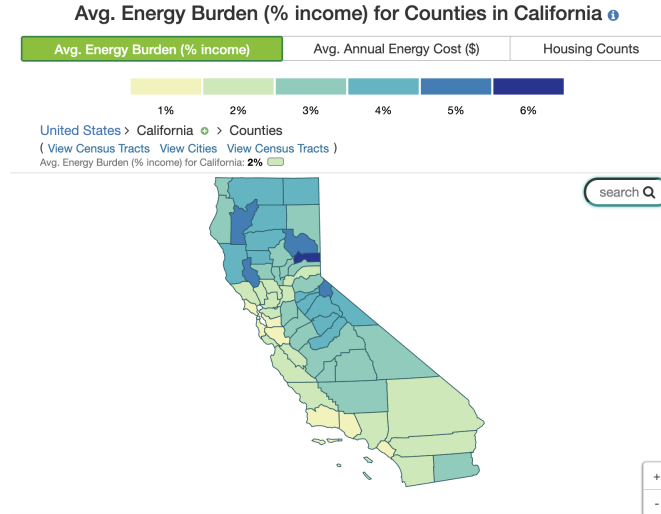 Avg. Energy Burden (% income) for Counties in California
Avg. Energy Burden (% income) Avg. Annual Energy Cost ($) Housing Counts
1% 2% 3% 4% 5% 6%
United States > California > Counties
( View Census Tracts View Cities View Census Tracts )
Avg. Energy Burden (% income) for California: 2%
search
+
-